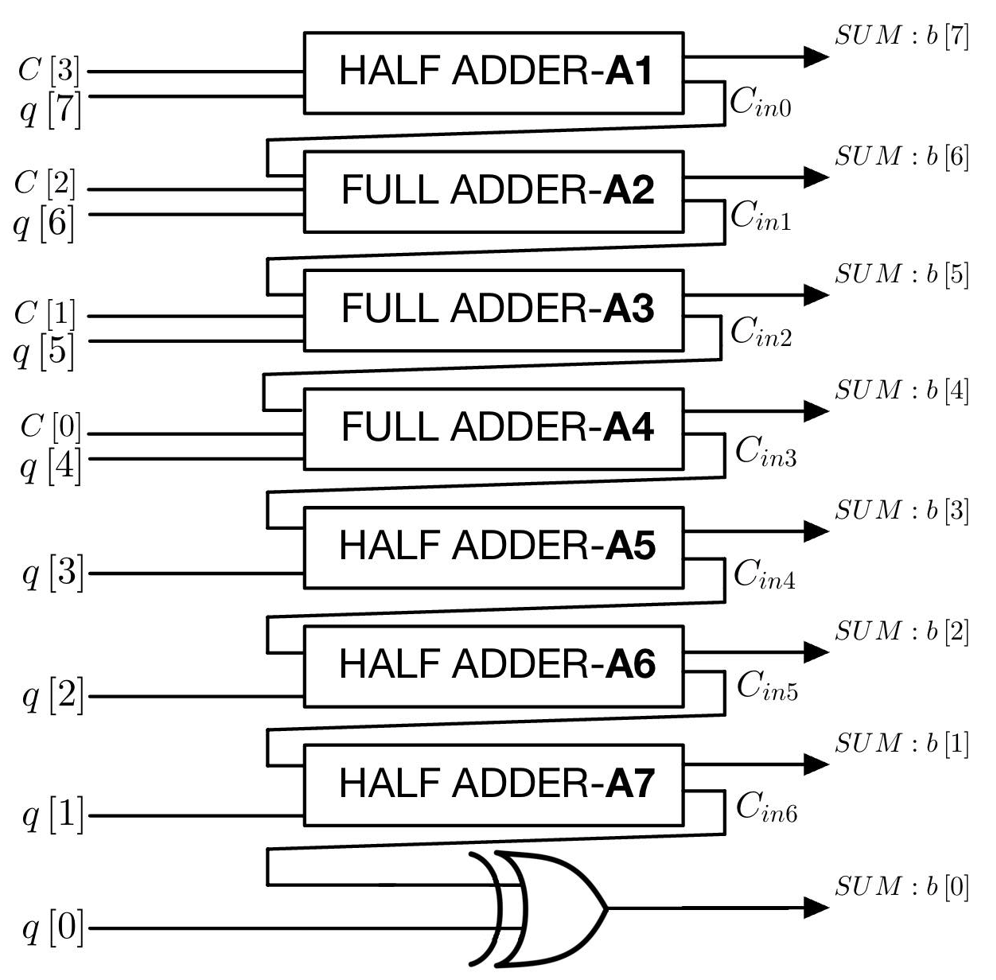 SUM : b [7]
C [3]
HALF ADDER-A1
q [7]
C_{in0}
SUM : b [6]
C [2]
FULL ADDER-A2
q [6]
C_{in1}
SUM : b [5]
C [1]
FULL ADDER-A3
q [5]
C_{in2}
SUM : b [4]
C [0]
FULL ADDER-A4
q [4]
C_{in3}
SUM : b [3]
HALF ADDER-A5
q [3]
C_{in4}
SUM : b [2]
HALF ADDER-A6
q [2]
C_{in5}
SUM : b [1]
HALF ADDER-A7
q [1]
C_{in6}
SUM : b [0]
q [0]